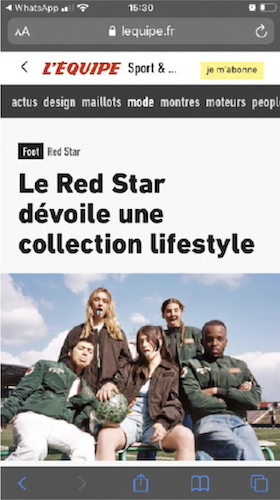 WhatsApp
15:30
AA
lequipe.fr
L'ÉQUIPE Sport & ...
je m'abonne
actus design maillots mode montres moteurs people
Foot Red Star
Le Red Star
dévoile une
collection lifestyle